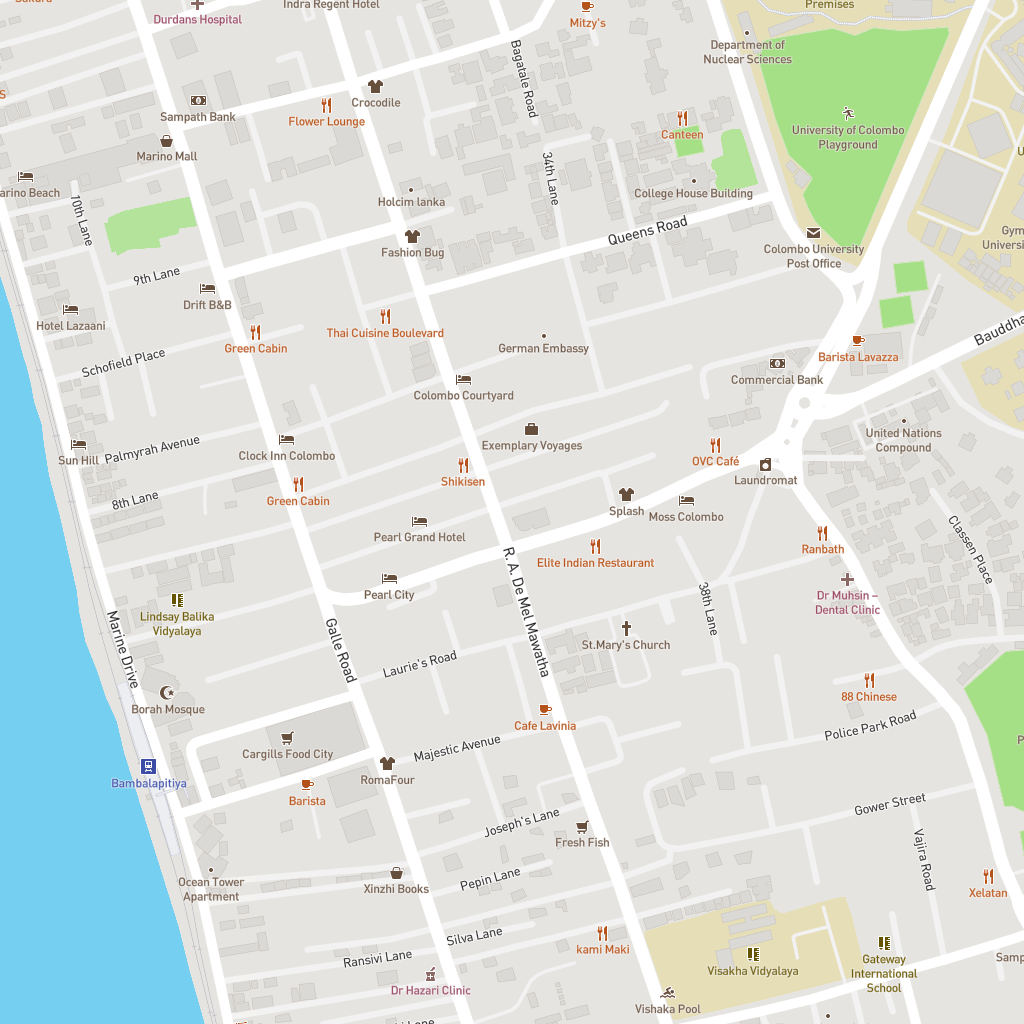 Durdans Hospital
Indra Regent Hotel
Mitzy's
Premises
Department of
Nuclear Sciences
Bagatale Road
Crocodile
Sampath Bank
Flower Lounge
Canteen
University of Colombo
Playground
Marino Mall
34th Lane
College House Building
10th Lane
Holcim lanka
Queens Road
Fashion Bug
Colombo University
Post Office
9th Lane
Drift B&B
Hotel Lazaani
Thai Cuisine Boulevard
Green Cabin
German Embassy
Barista Lavazza
Schofield Place
Commercial Bank
Colombo Courtyard
United Nations
Compound
Exemplary Voyages
Palmyrah Avenue
Sun Hill
Clock Inn Colombo
OVC Café
Laundromat
Shikisen
8th Lane
Green Cabin
Splash
Moss Colombo
Classen Place
Pearl Grand Hotel
Elite Indian Restaurant
Ranbath
Pearl City
Dr Muhsin –
Dental Clinic
R. A. De Mel Mawatha
38th Lane
Lindsay Balika
Vidyalaya
Marine Drive
Galle Road
St.Mary's Church
Laurie's Road
Borah Mosque
88 Chinese
Cafe Lavinia
Police Park Road
Cargills Food City
Majestic Avenue
Bambalapitiya
RomaFour
Barista
Gower Street
Joseph's Lane
Fresh Fish
Vajira Road
Ocean Tower
Apartment
Xinzhi Books
Pepin Lane
Xelatan
Silva Lane
kami Maki
Ransivi Lane
Visakha Vidyalaya
Gateway
International
School
Dr Hazari Clinic
Vishaka Pool